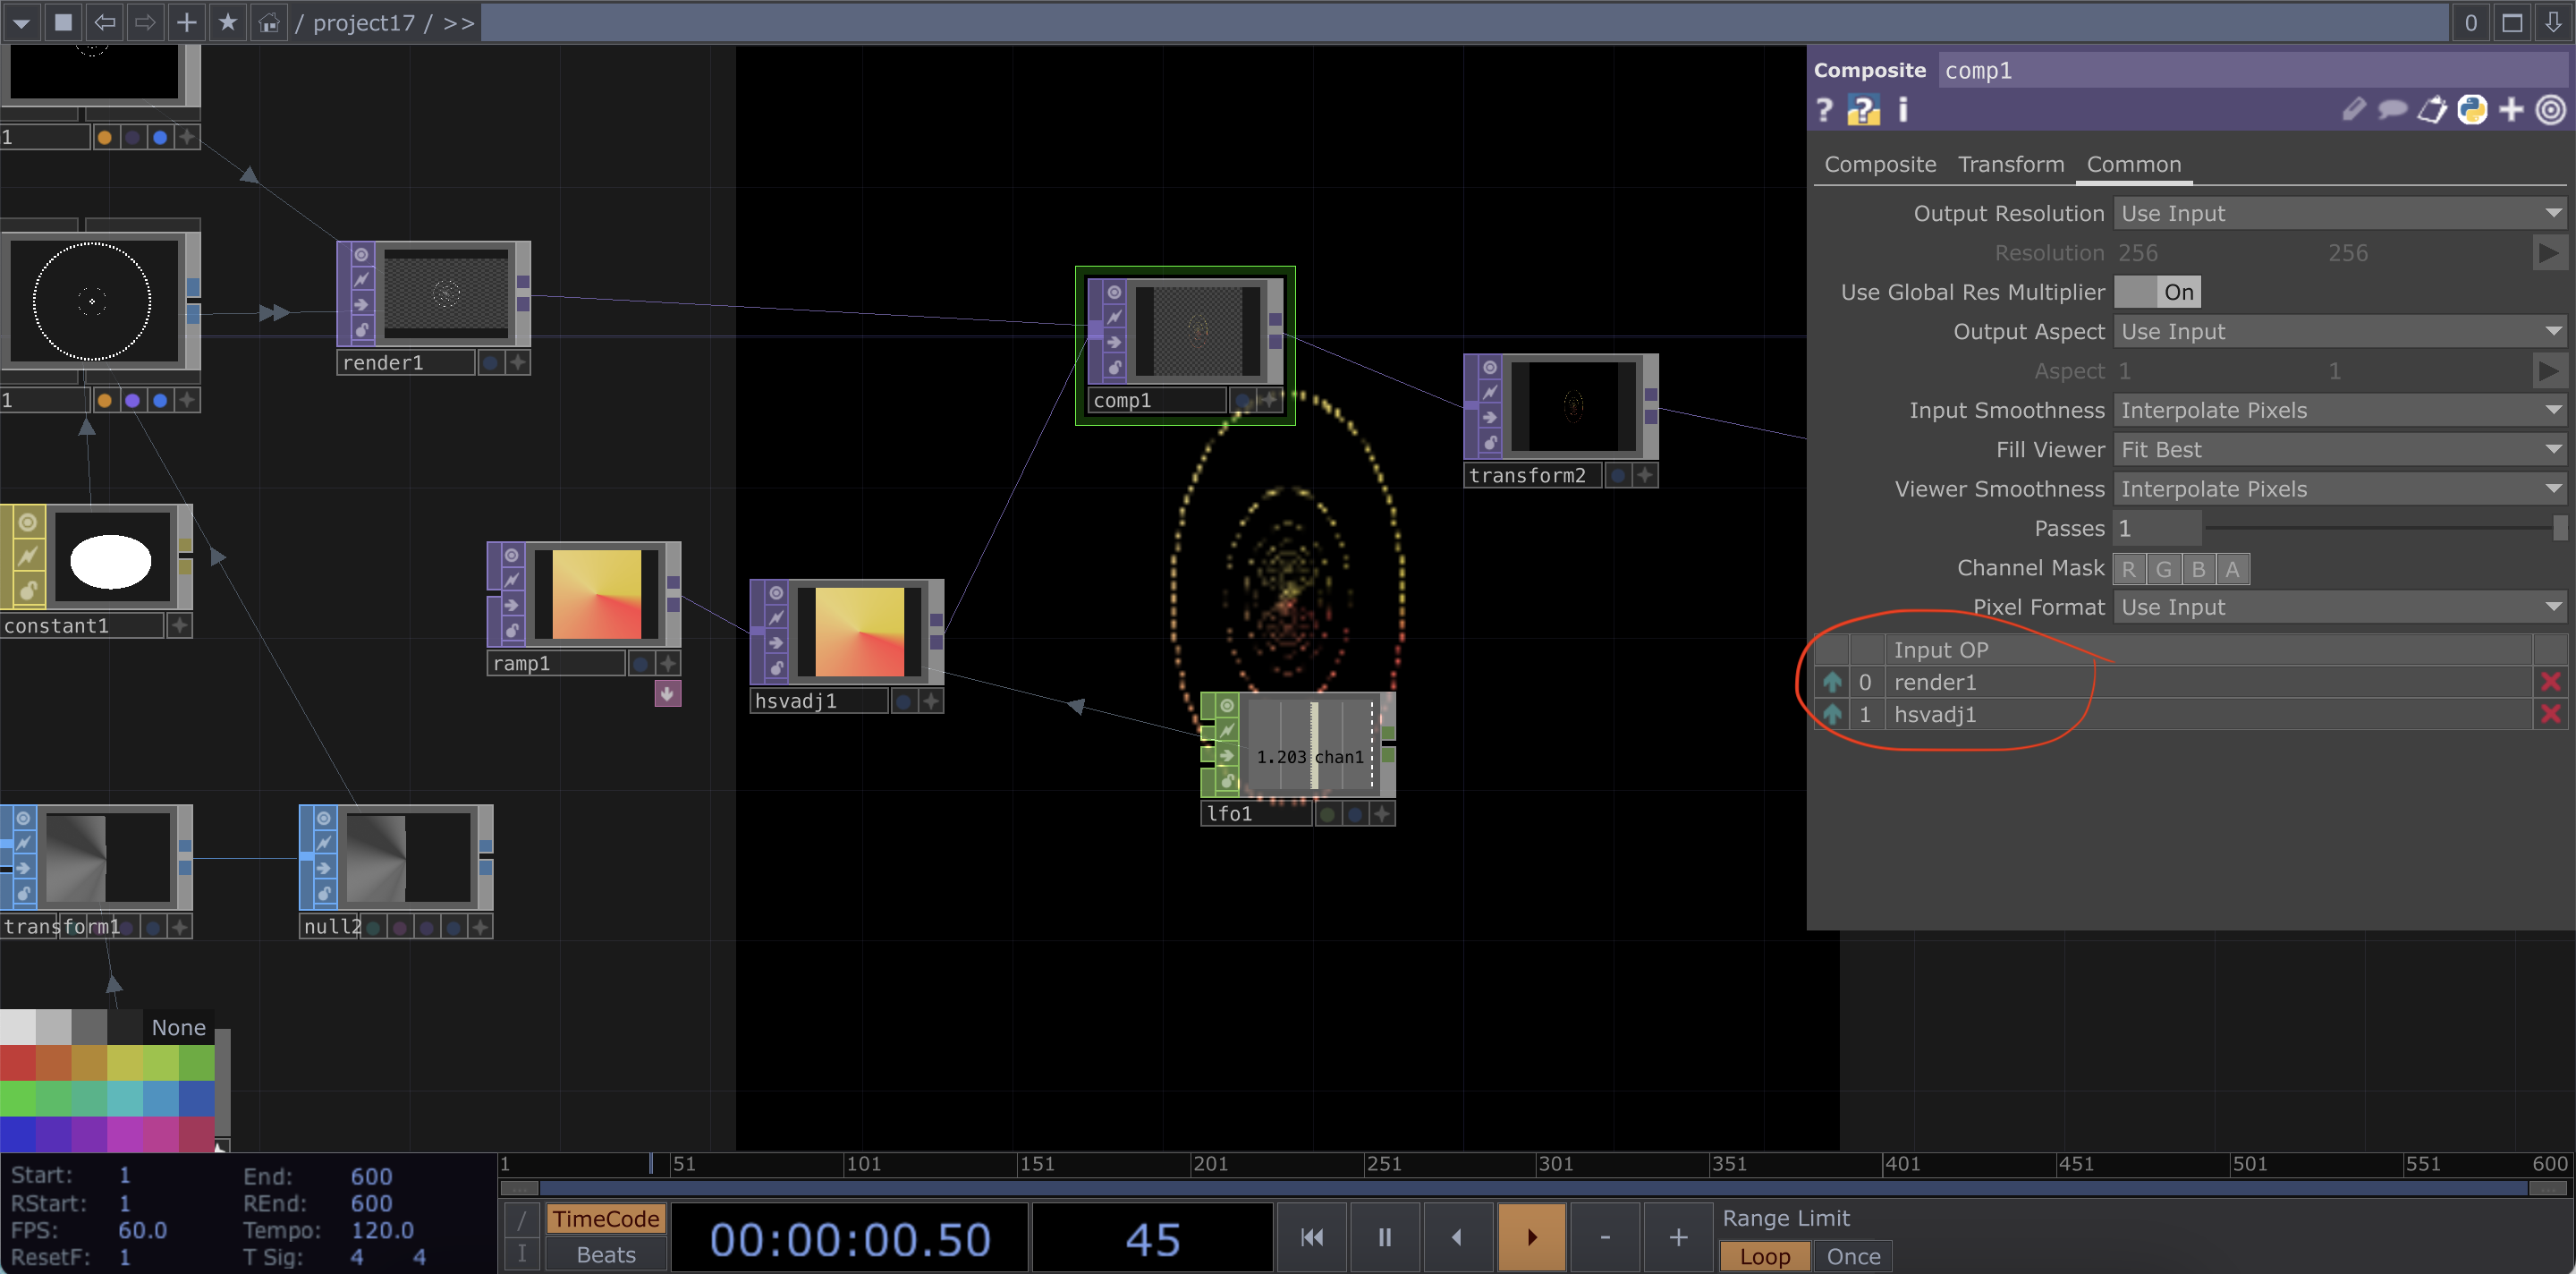 / project17 / >>
0
Composite comp1
? ? i
Composite Transform Common
Output Resolution Use Input
Resolution 256 256
Use Global Res Multiplier On
Output Aspect Use Input
Aspect 1 1
Input Smoothness Interpolate Pixels
Fill Viewer Fit Best
Viewer Smoothness Interpolate Pixels
Passes 1
Channel Mask R G B A
Pixel Format Use Input
Input OP
0 render1
1 hsvadj1
1
render1
1
comp1
transform2
constant1
ramp1
hsvadj1
1.203 chan1
lfo1
transform1
null2
None
1 51 101 151 201 251 301 351 401 451 501 551 600
Start: 1 End: 600
RStart: 1 REnd: 600
FPS: 60.0 Tempo: 120.0
ResetF: 1 T Sig: 4 4
/ TimeCode
I Beats
00:00:00.50
45
- +
Range Limit
Loop Once